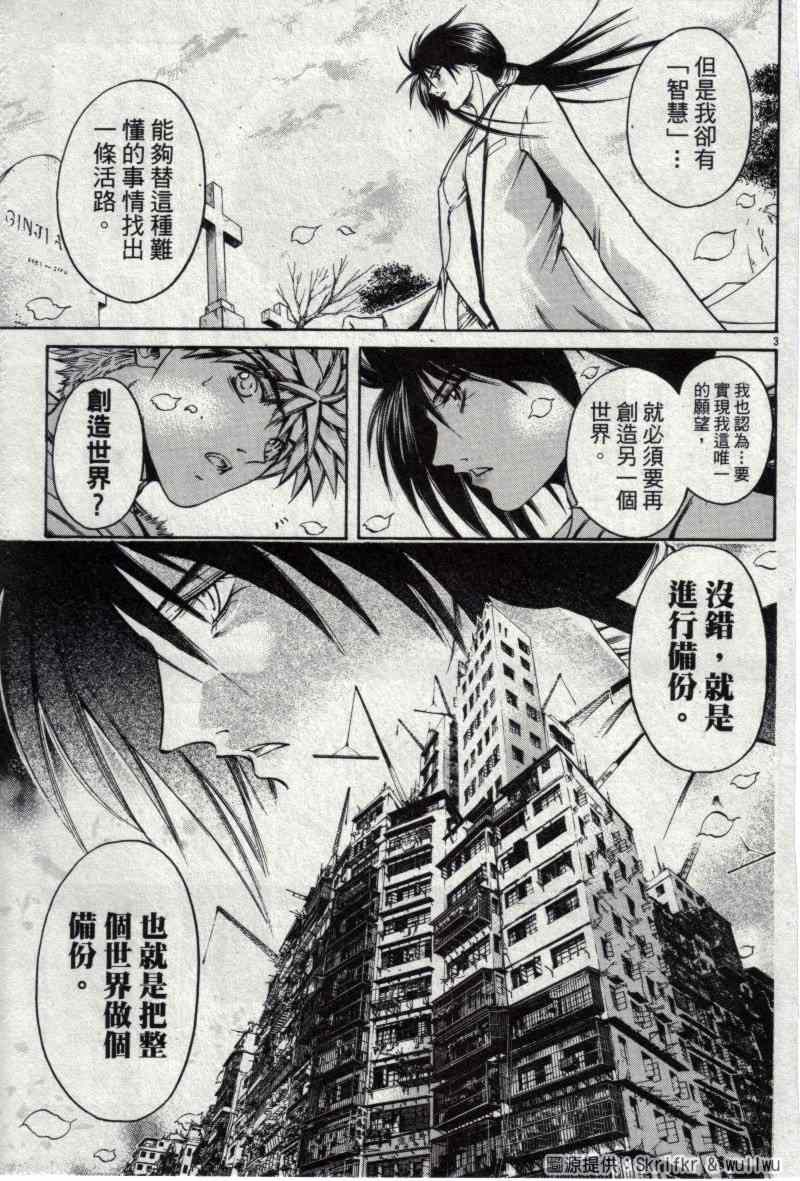 但是我卻有
「智慧」…
能夠替這種難
懂的事情找出
一條活路。
GINJI A
3
我也認為…要
實現我這唯一
的願望，
就必須要再
創造另一個
世界。
創造世界？
沒錯，就是
進行備份。
也就是把整
個世界做個
備份。
圖源提供：Skrifkr & wullwu